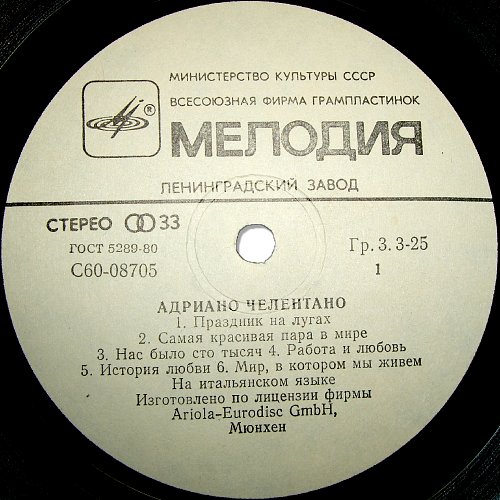 МИНИСТЕРСТВО КУЛЬТУРЫ СССР
®
ВСЕСОЮЗНАЯ ФИРМА ГРАМПЛАСТИНОК
МЕЛОДИЯ
ЛЕНИНГРАДСКИЙ ЗАВОД
СТЕРЕО 33
ГОСТ 5289-80
Гр. 3. 3-25
С60-08705
1
АДРИАНО ЧЕЛЕНТАНО
1. Праздник на лугах
2. Самая красивая пара в мире
3. Нас было сто тысяч 4. Работа и любовь
5. История любви 6. Мир, в котором мы живем
На итальянском языке
Изготовлено по лицензии фирмы
Ariola-Eurodisc GmbH,
Мюнхен